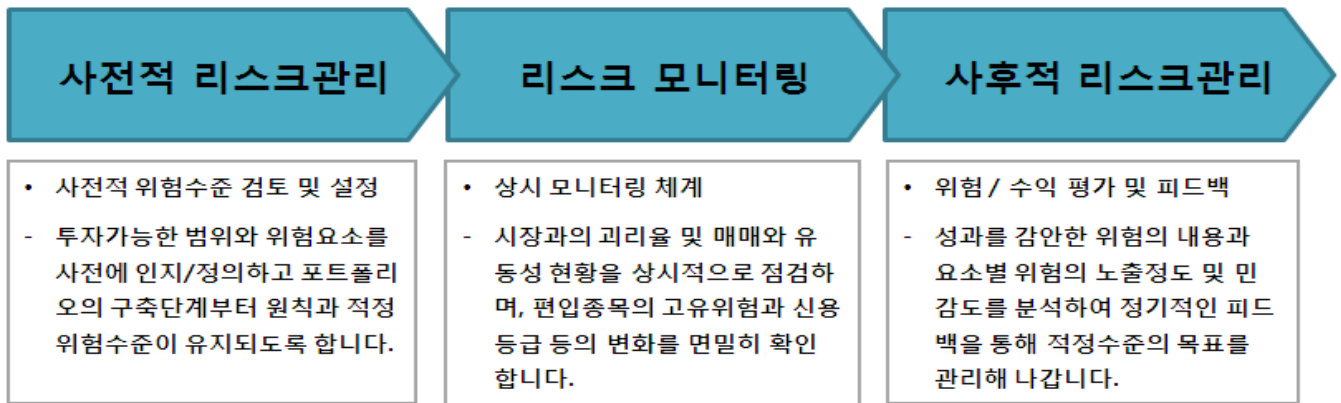 사전적 리스크관리
리스크 모니터링
사후적 리스크관리
• 사전적 위험수준 검토 및 설정
- 투자가능한 범위와 위험요소를
사전에 인지/정의하고 포트폴리
오의 구축단계부터 원칙과 적정
위험수준이 유지되도록 합니다.
• 상시 모니터링 체계
- 시장과의 괴리율 및 매매와 유
동성 현황을 상시적으로 점검하
며, 편입종목의 고유위험과 신용
등급 등의 변화를 면밀히 확인
합니다.
• 위험 / 수익 평가 및 피드백
- 성과를 감안한 위험의 내용과
요소별 위험의 노출정도 및 민
감도를 분석하여 정기적인 피드
백을 통해 적정수준의 목표를
관리해 나갑니다.